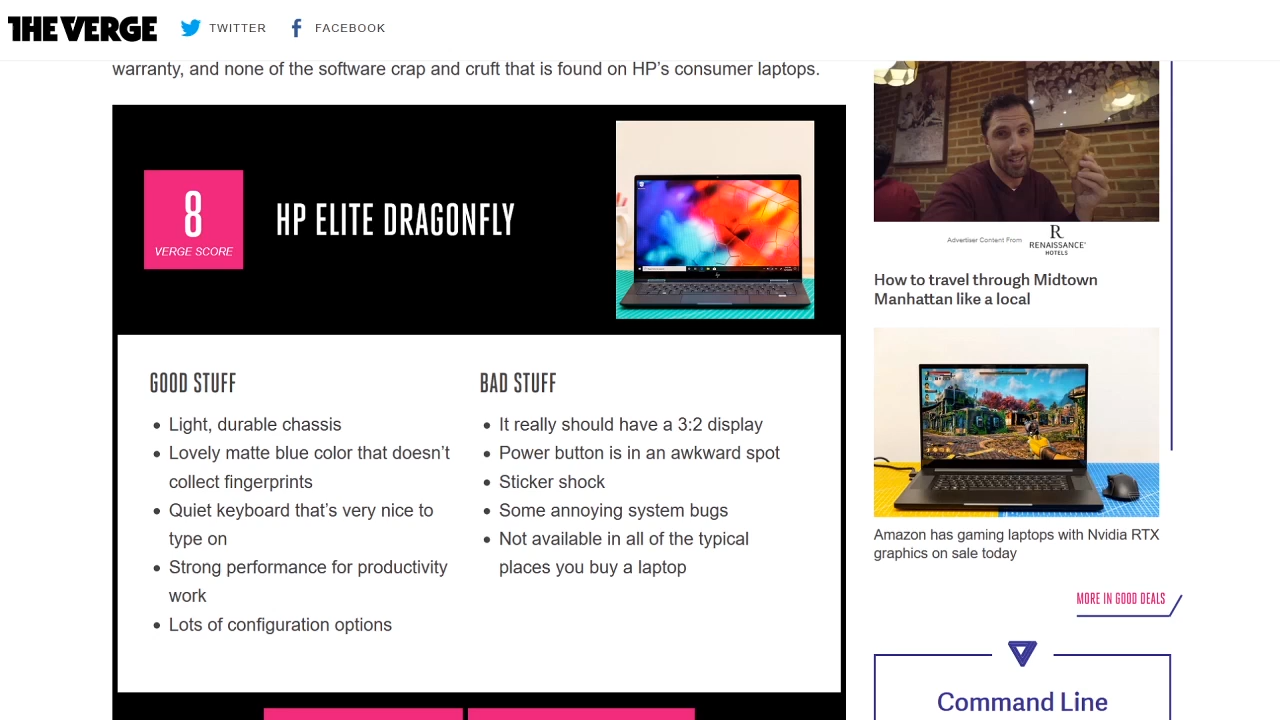 THE VERGE
TWITTER
FACEBOOK
warranty, and none of the software crap and cruft that is found on HP’s consumer laptops.
8
VERGE SCORE
HP ELITE DRAGONFLY
GOOD STUFF
Light, durable chassis
Lovely matte blue color that doesn’t
collect fingerprints
Quiet keyboard that’s very nice to
type on
Strong performance for productivity
work
Lots of configuration options
BAD STUFF
It really should have a 3:2 display
Power button is in an awkward spot
Sticker shock
Some annoying system bugs
Not available in all of the typical
places you buy a laptop
Advertiser Content From
R
RENAISSANCE
HOTELS
How to travel through Midtown
Manhattan like a local
Amazon has gaming laptops with Nvidia RTX
graphics on sale today
MORE IN GOOD DEALS
Command Line